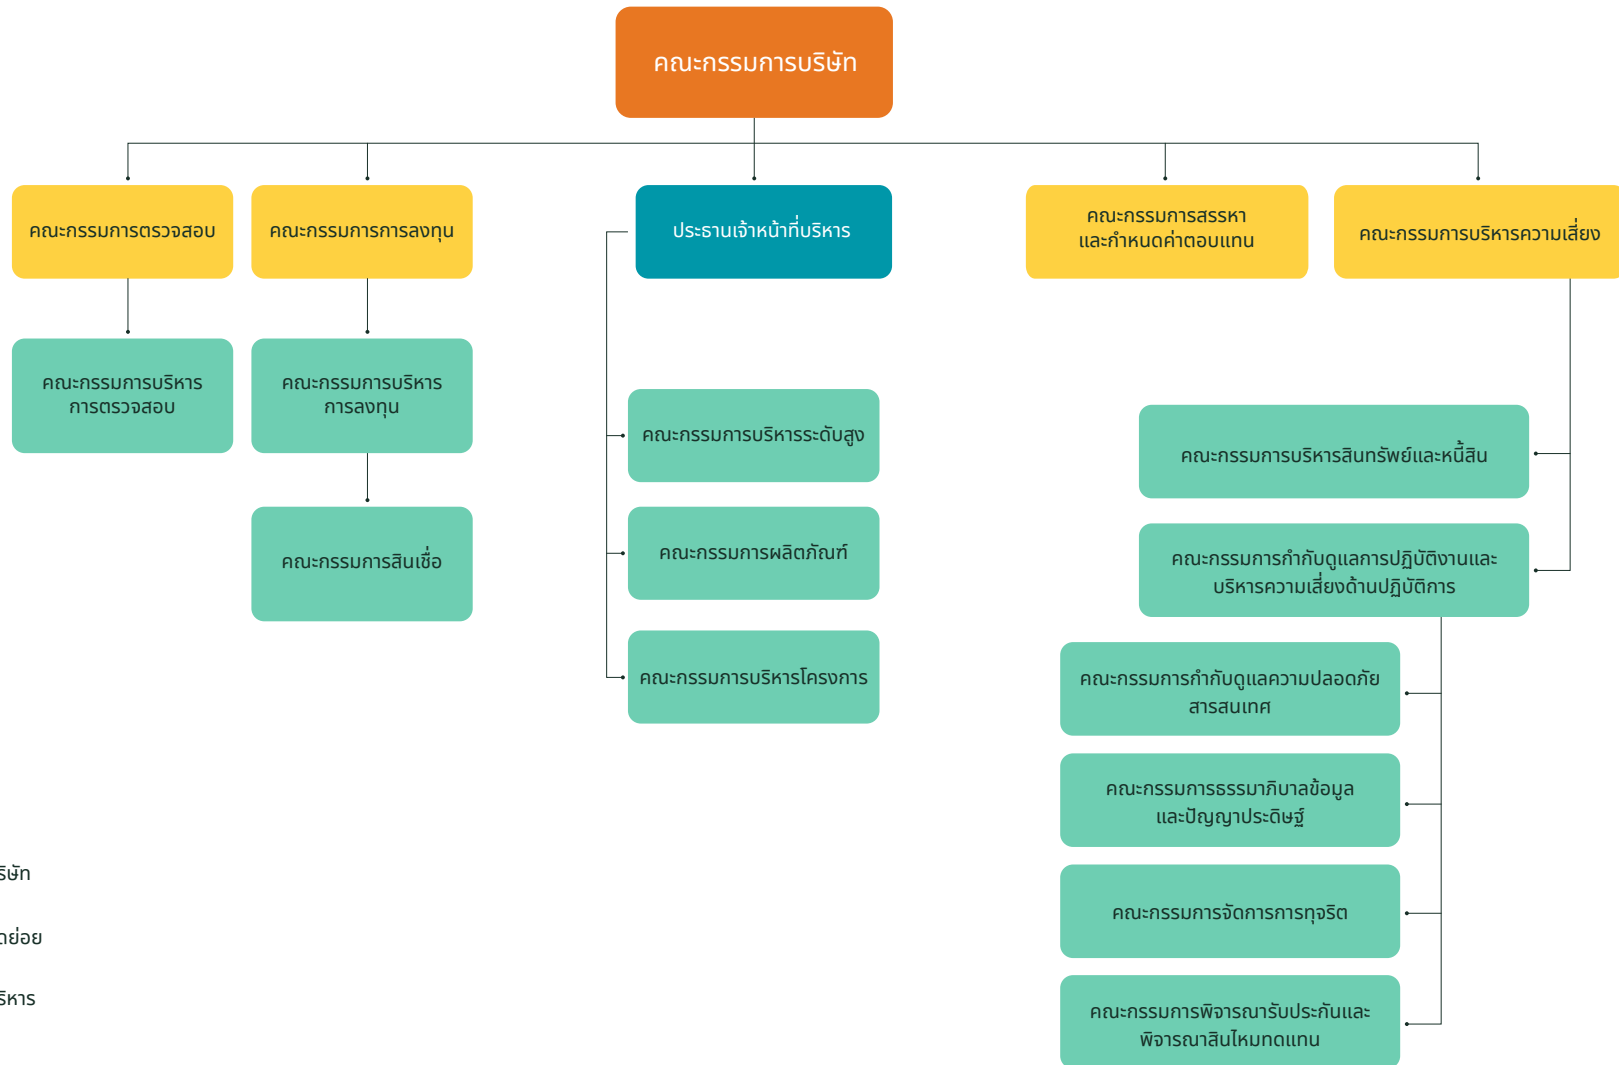 คณะกรรมการบริษัท
คณะกรรมการตรวจสอบ
คณะกรรมการการลงทุน
ประธานเจ้าหน้าที่บริหาร
คณะกรรมการสรรหา
และกำหนดค่าตอบแทน
คณะกรรมการบริหารความเสี่ยง
คณะกรรมการบริหาร
การตรวจสอบ
คณะกรรมการบริหาร
การลงทุน
คณะกรรมการสินเชื่อ
คณะกรรมการบริหารระดับสูง
คณะกรรมการผลิตภัณฑ์
คณะกรรมการบริหารโครงการ
คณะกรรมการบริหารสินทรัพย์และหนี้สิน
คณะกรรมการกำกับดูแลการปฏิบัติงานและ
บริหารความเสี่ยงด้านปฏิบัติการ
คณะกรรมการกำกับดูแลความปลอดภัย
สารสนเทศ
คณะกรรมการธรรมาภิบาลข้อมูล
และปัญญาประดิษฐ์
คณะกรรมการจัดการการทุจริต
คณะกรรมการพิจารณารับประกันและ
พิจารณาสินไหมทดแทน
ริษัท
ดย่อย
ริหาร